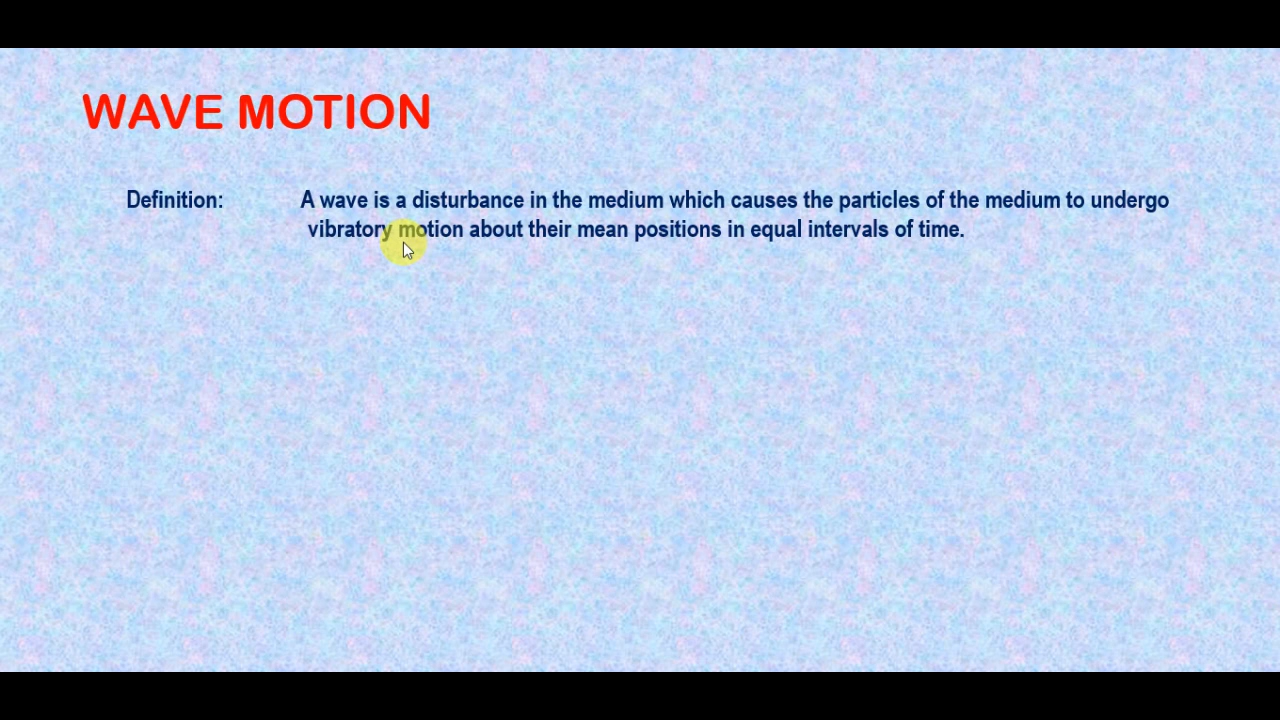 WAVE MOTION
Definition: A wave is a disturbance in the medium which causes the particles of the medium to undergo
vibratory motion about their mean positions in equal intervals of time.